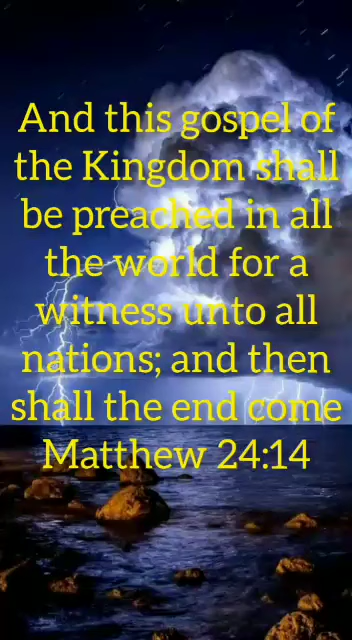 And this gospel of
the Kingdom shall
be preached in all
the world for a
witness unto all
nations; and then
shall the end come
Matthew 24:14